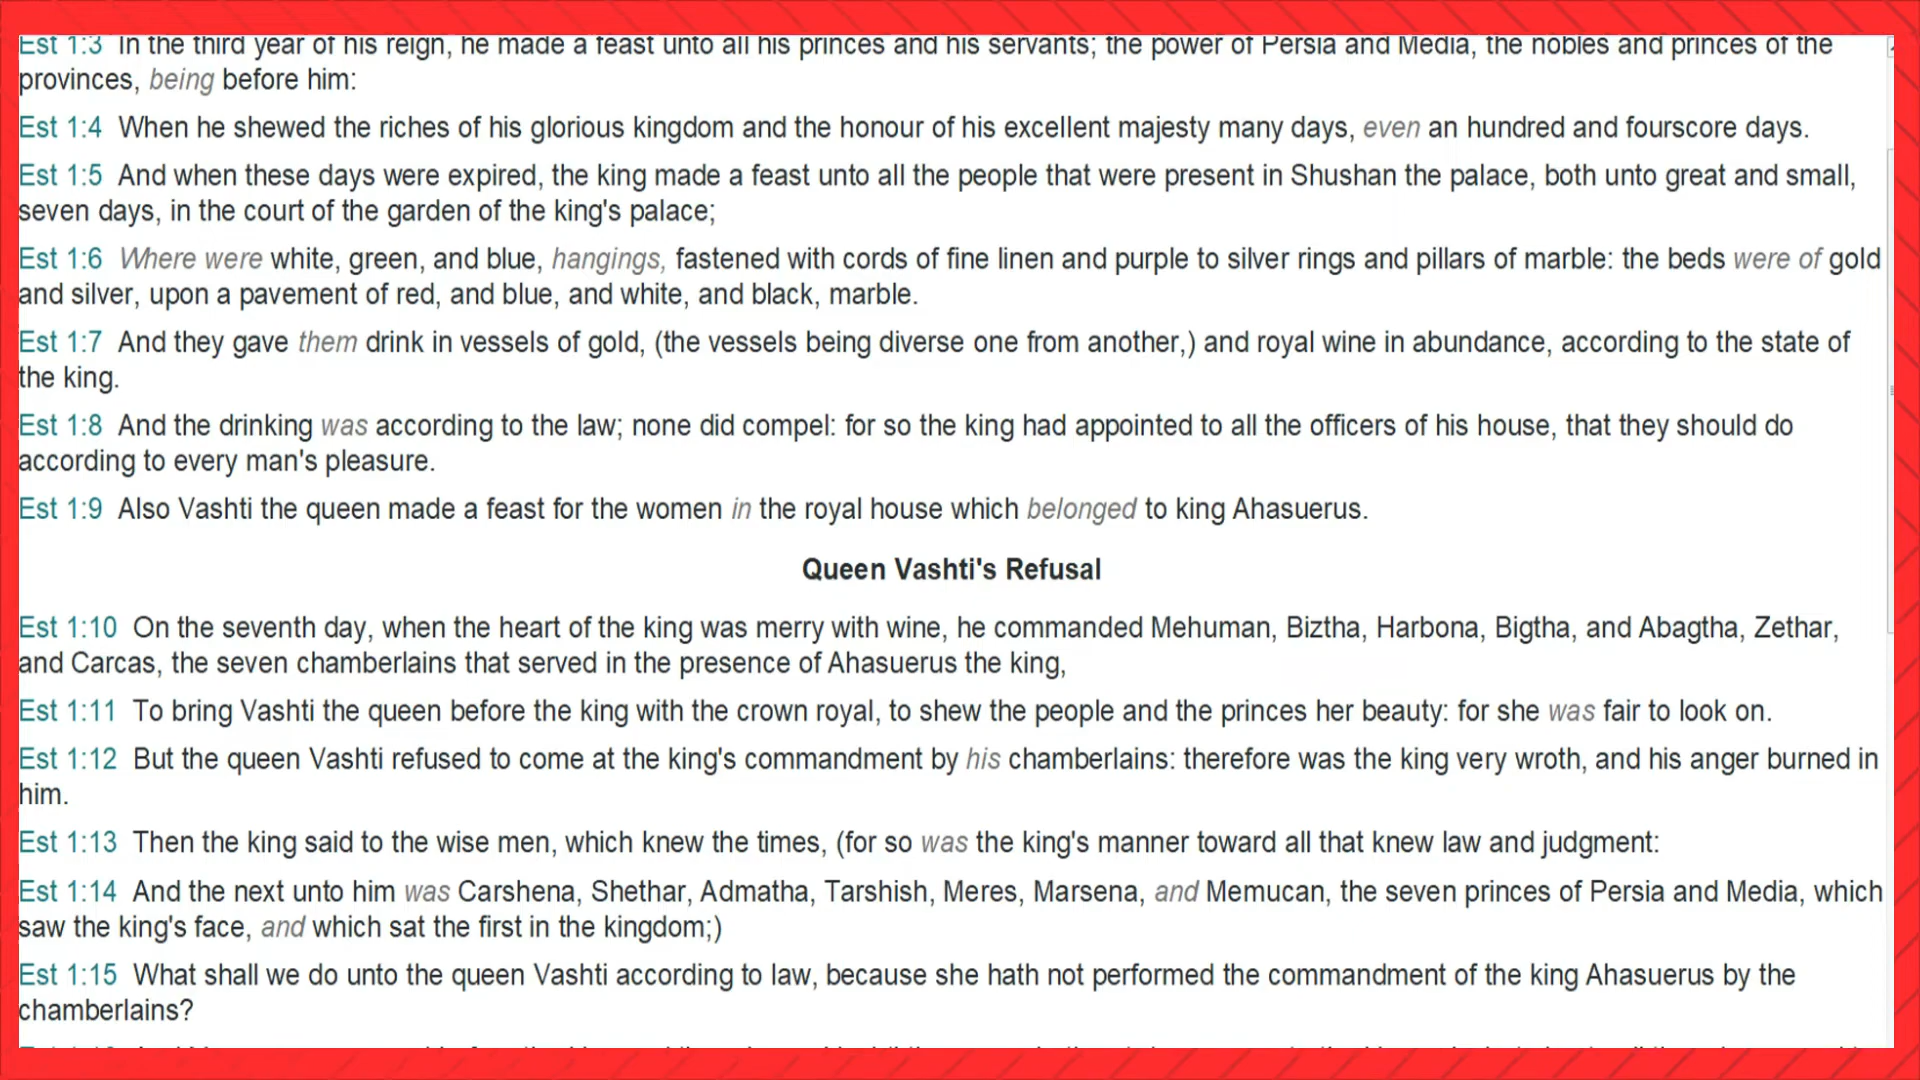 Est 1:3 In the third year of his reign, he made a feast unto all his princes and his servants; the power of Persia and Media, the nobles and princes of the
provinces, being before him:
Est 1:4 When he shewed the riches of his glorious kingdom and the honour of his excellent majesty many days, even an hundred and fourscore days.
Est 1:5 And when these days were expired, the king made a feast unto all the people that were present in Shushan the palace, both unto great and small,
seven days, in the court of the garden of the king's palace;
Est 1:6 Where were white, green, and blue, hangings, fastened with cords of fine linen and purple to silver rings and pillars of marble: the beds were of gold
and silver, upon a pavement of red, and blue, and white, and black, marble.
Est 1:7 And they gave them drink in vessels of gold, (the vessels being diverse one from another,) and royal wine in abundance, according to the state of
the king.
Est 1:8 And the drinking was according to the law; none did compel: for so the king had appointed to all the officers of his house, that they should do
according to every man's pleasure.
Est 1:9 Also Vashti the queen made a feast for the women in the royal house which belonged to king Ahasuerus.
Queen Vashti's Refusal
Est 1:10 On the seventh day, when the heart of the king was merry with wine, he commanded Mehuman, Biztha, Harbona, Bigtha, and Abagtha, Zethar,
and Carcas, the seven chamberlains that served in the presence of Ahasuerus the king,
Est 1:11 To bring Vashti the queen before the king with the crown royal, to shew the people and the princes her beauty: for she was fair to look on.
Est 1:12 But the queen Vashti refused to come at the king's commandment by his chamberlains: therefore was the king very wroth, and his anger burned in
him.
Est 1:13 Then the king said to the wise men, which knew the times, (for so was the king's manner toward all that knew law and judgment:
Est 1:14 And the next unto him was Carshena, Shethar, Admatha, Tarshish, Meres, Marsena, and Memucan, the seven princes of Persia and Media, which
saw the king's face, and which sat the first in the kingdom;)
Est 1:15 What shall we do unto the queen Vashti according to law, because she hath not performed the commandment of the king Ahasuerus by the
chamberlains?